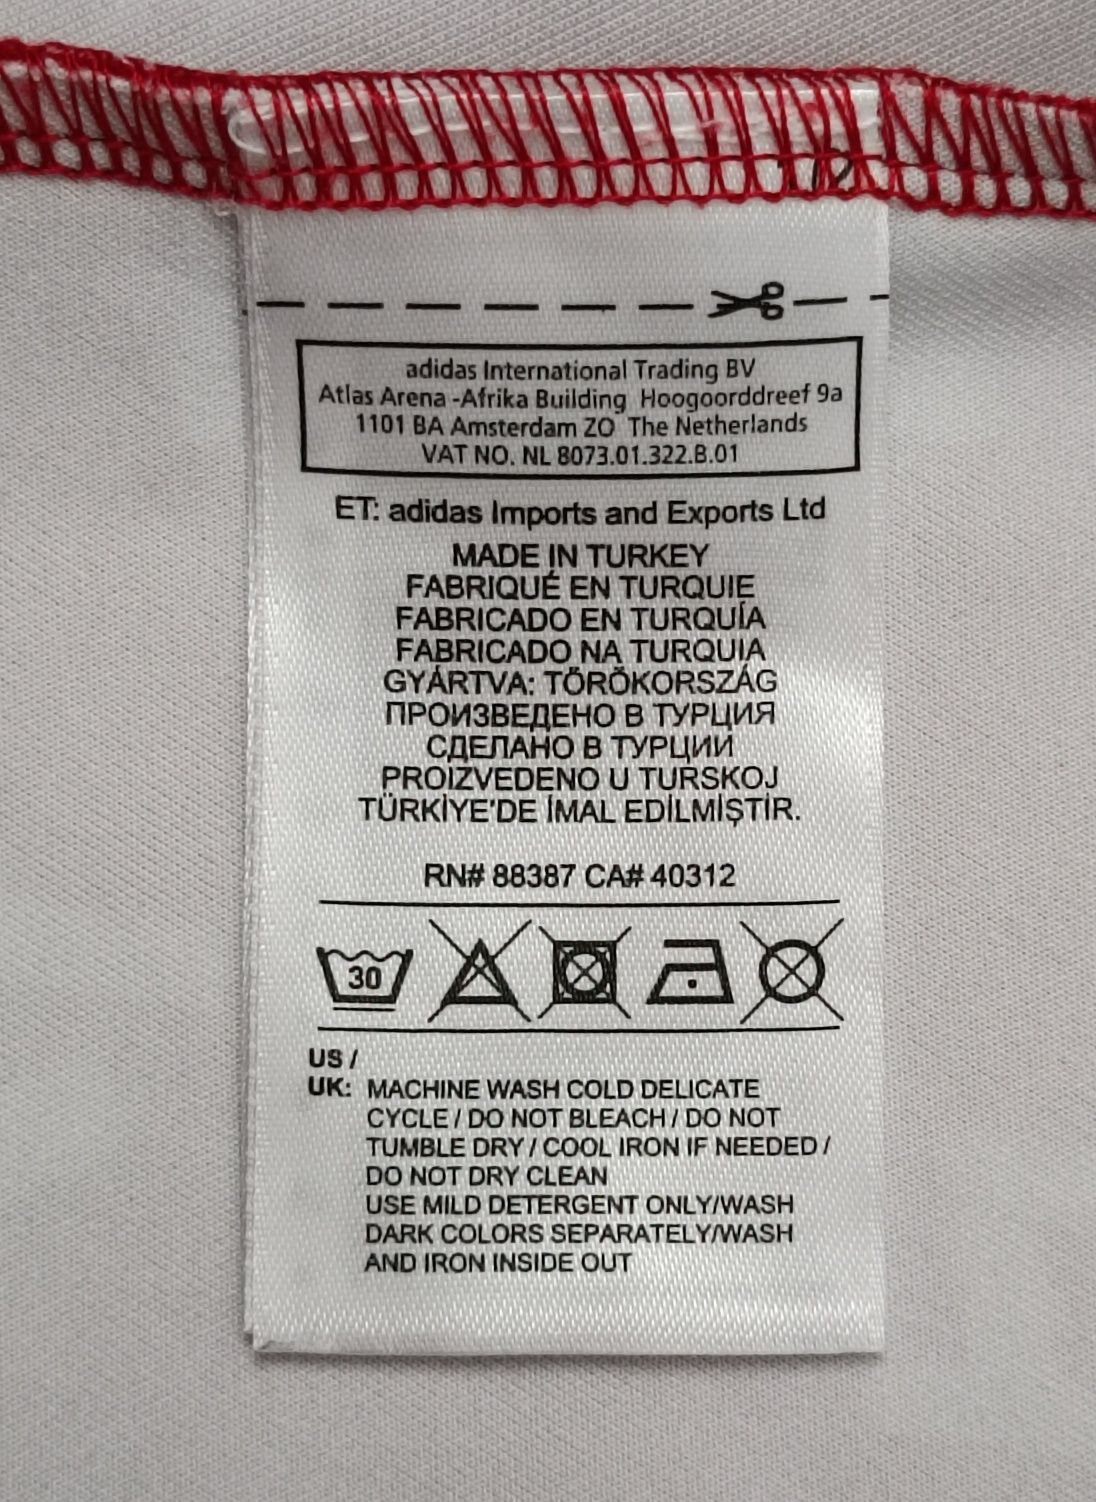 adidas International Trading BV
Atlas Arena -Afrika Building Hoogoorddreef 9a
1101 BA Amsterdam ZO The Netherlands
VAT NO. NL 8073.01.322.B.01
ET: adidas Imports and Exports Ltd
MADE IN TURKEY
FABRIQUÉ EN TURQUIE
FABRICADO EN TURQUÍA
FABRICADO NA TURQUIA
GYÁRTVA: TÖRÖKORSZÁG
ПРОИЗВЕДЕНО В ТУРЦИЯ
СДЕЛАНО В ТУРЦИИ
PROIZVEDENO U TURSKOJ
TÜRKİYE'DE İMAL EDİLMİŞTİR.
RN# 88387 CA# 40312
30
US /
UK: MACHINE WASH COLD DELICATE
CYCLE / DO NOT BLEACH / DO NOT
TUMBLE DRY / COOL IRON IF NEEDED /
DO NOT DRY CLEAN
USE MILD DETERGENT ONLY/WASH
DARK COLORS SEPARATELY/WASH
AND IRON INSIDE OUT